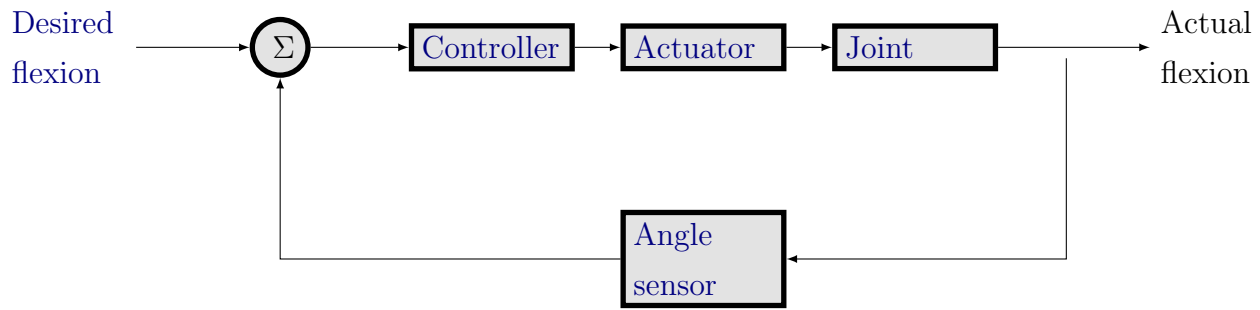 Desired
flexion
Σ
Controller
Actuator
Joint
Actual
flexion
Angle
sensor